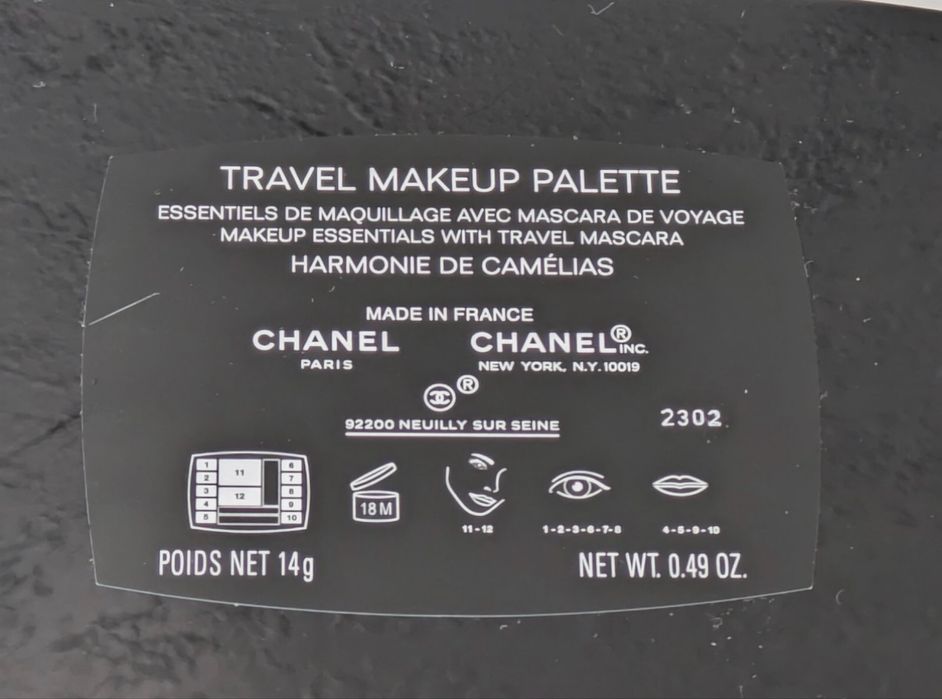 TRAVEL MAKEUP PALETTE
ESSENTIELS DE MAQUILLAGE AVEC MASCARA DE VOYAGE
MAKEUP ESSENTIALS WITH TRAVEL MASCARA
HARMONIE DE CAMÉLIAS
MADE IN FRANCE
CHANEL CHANEL® INC.
PARIS NEW YORK, N.Y. 10019
®
92200 NEUILLY SUR SEINE
2302
1 11 6
2 7
3 12 8
4 9
5 10
18 M
11-12 1-2-3-6-7-8 4-5-9-10
POIDS NET 14g NET WT. 0.49 OZ.